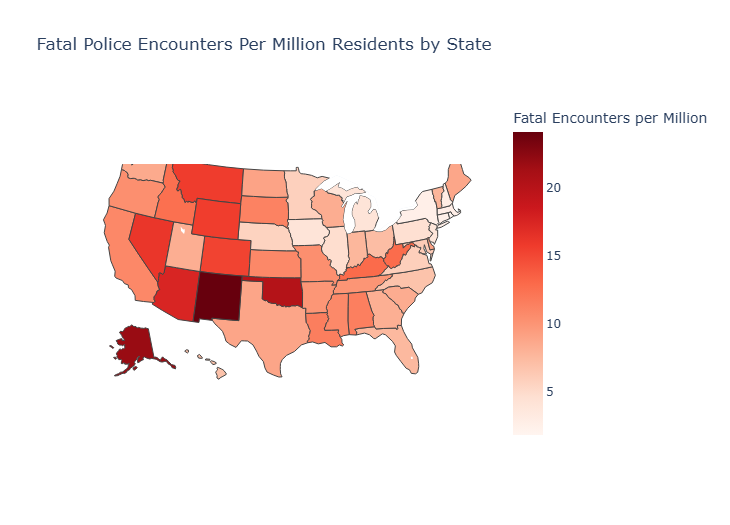 Fatal Police Encounters Per Million Residents by State
Fatal Encounters per Million
20
15
10
5